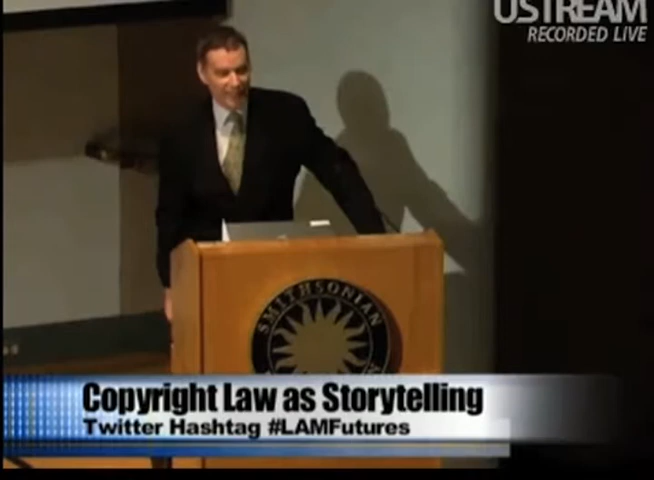 USTREAM
RECORDED LIVE
SMITHSONIAN
Copyright Law as Storytelling
Twitter Hashtag #LAMFutures